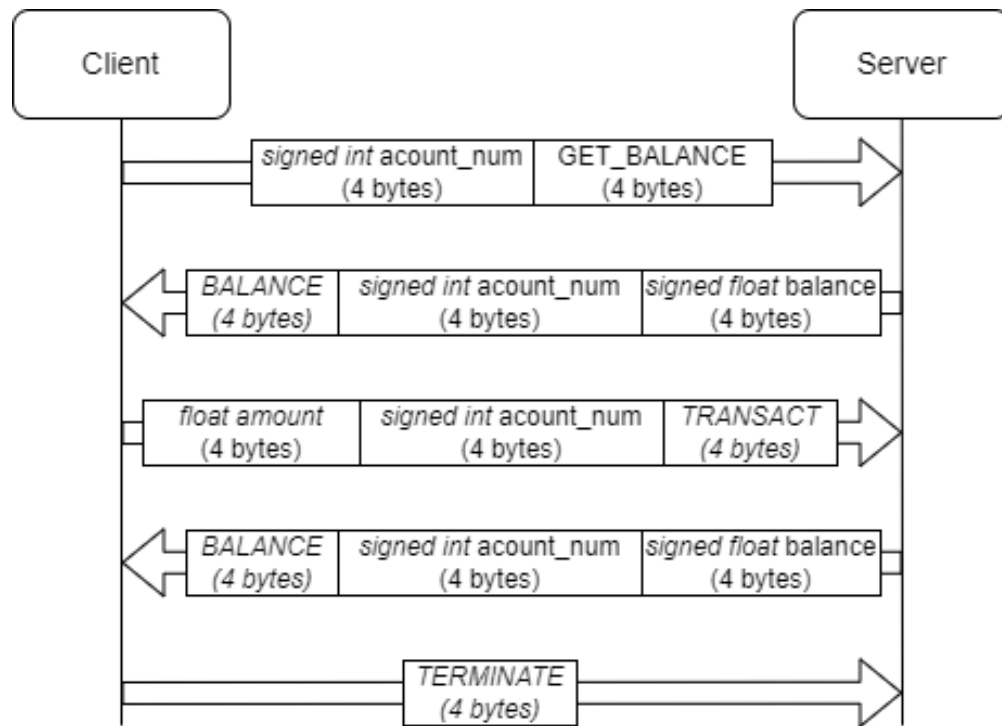 Client
Server
signed int acount_num
(4 bytes)
GET_BALANCE
(4 bytes)
BALANCE
(4 bytes)
signed int acount_num
(4 bytes)
signed float balance
(4 bytes)
float amount
(4 bytes)
signed int acount_num
(4 bytes)
TRANSACT
(4 bytes)
BALANCE
(4 bytes)
signed int acount_num
(4 bytes)
signed float balance
(4 bytes)
TERMINATE
(4 bytes)